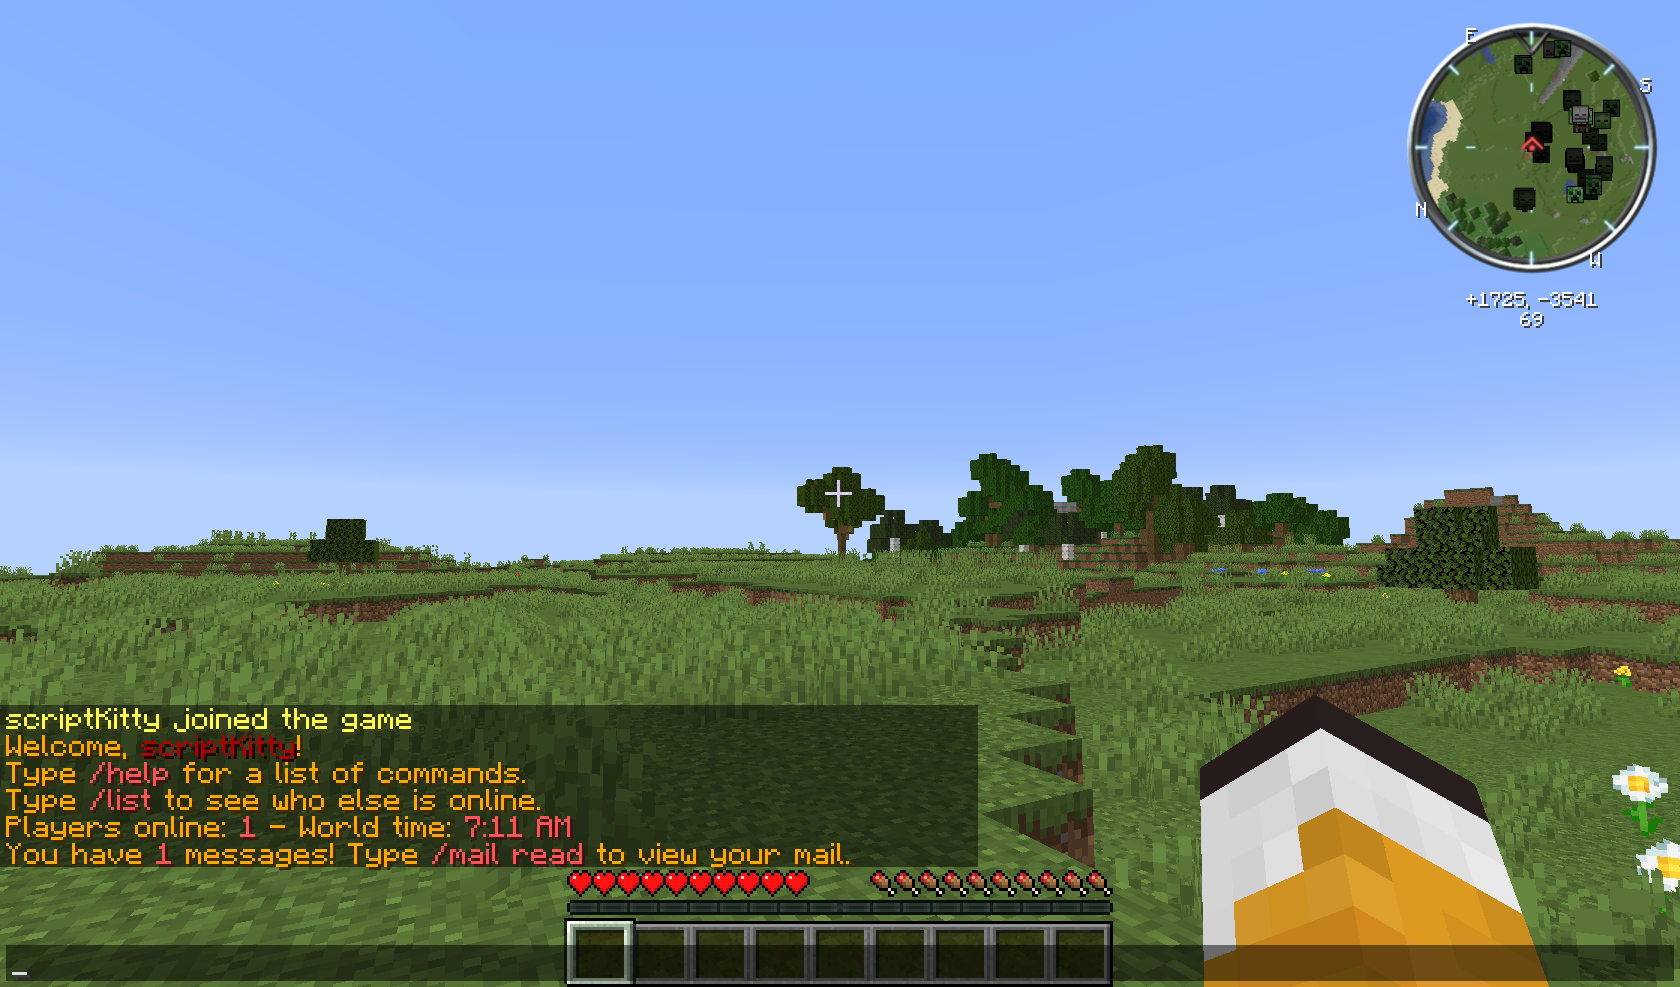 E
S
N
W
+1725, -3541
69
scriptKitty joined the game
Welcome, scriptKitty!
Type /help for a list of commands.
Type /list to see who else is online.
Players online: 1 - World time: 7:11 AM
You have 1 messages! Type /mail read to view your mail.
_